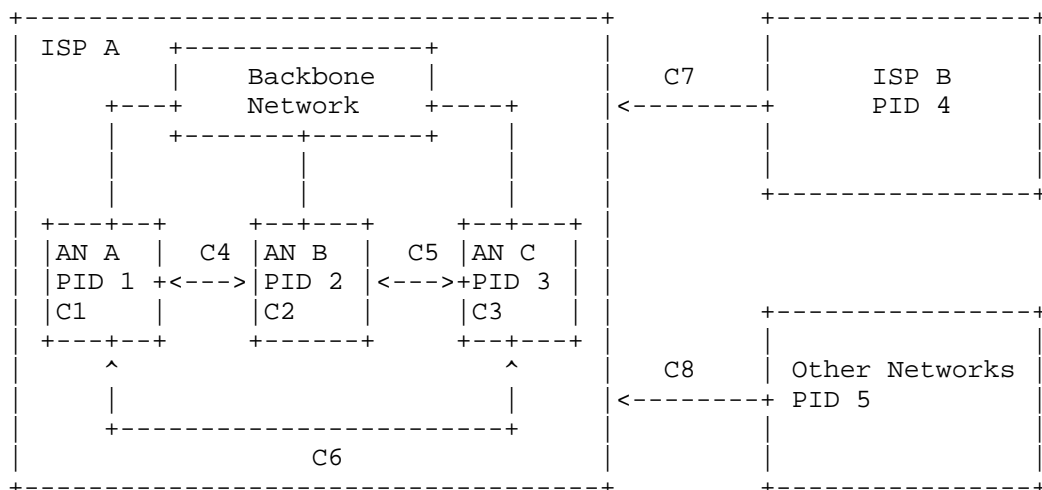 ISP A
Backbone
Network
C7
ISP B
PID 4
AN A C4 AN B C5 AN C
PID 1 PID 2 PID 3
C1 C2 C3
C8
Other Networks
PID 5
C6